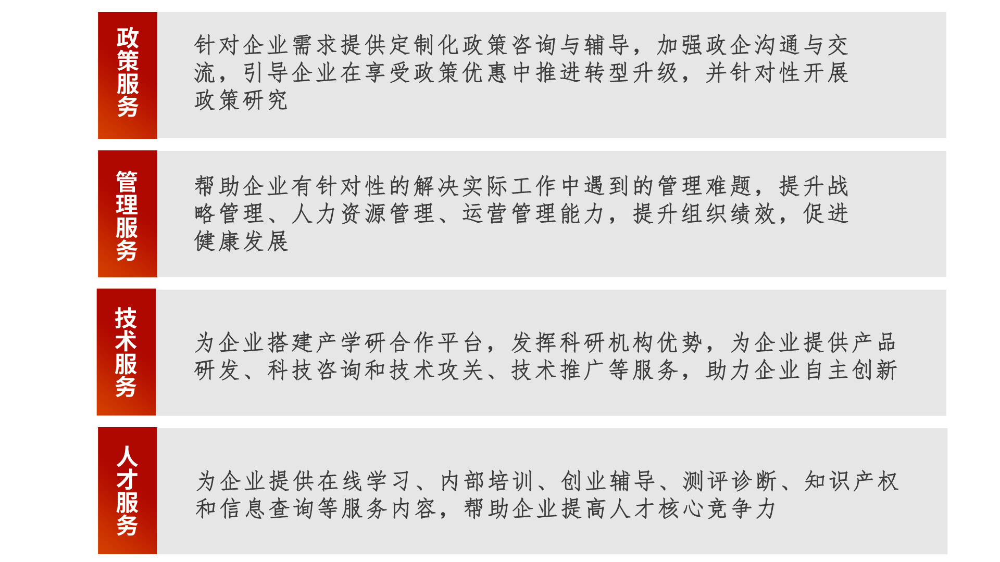 政策服务
针对企业需求提供定制化政策咨询与辅导，加强政企沟通与交
流，引导企业在享受政策优惠中推进转型升级，并针对性开展
政策研究
管理服务
帮助企业有针对性的解决实际工作中遇到的管理难题，提升战
略管理、人力资源管理、运营管理能力，提升组织绩效，促进
健康发展
技术服务
为企业搭建产学研合作平台，发挥科研机构优势，为企业提供产品
研发、科技咨询和技术攻关、技术推广等服务，助力企业自主创新
人才服务
为企业提供在线学习、内部培训、创业辅导、测评诊断、知识产权
和信息查询等服务内容，帮助企业提高人才核心竞争力